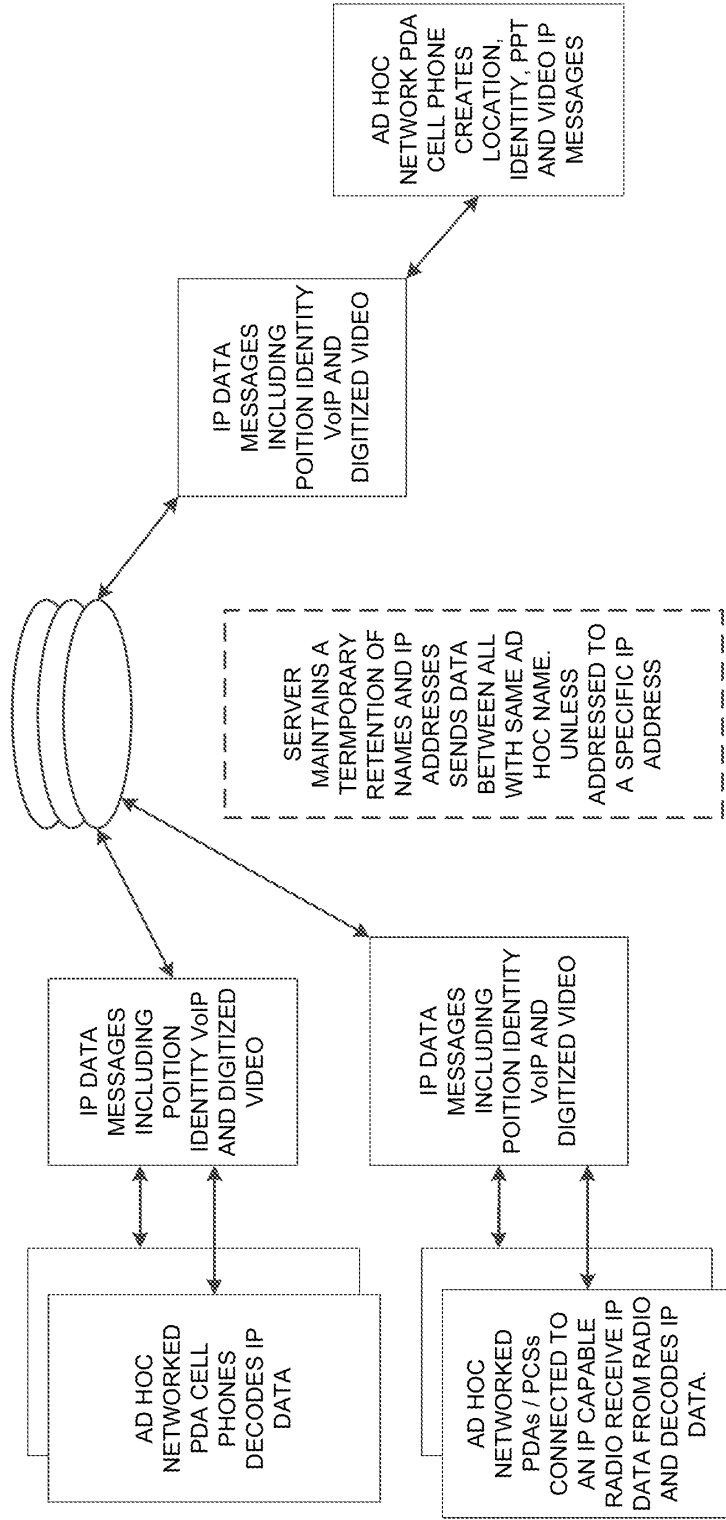 AD HOC
NETWORKED
PDA CELL
PHONES
DECODES IP
DATA
IP DATA
MESSAGES
INCLUDING
POITION
IDENTITY VoIP
AND DIGITIZED
VIDEO
AD HOC
NETWORKED
PDAs / PCSs
CONNECTED TO
AN IP CAPABLE
RADIO RECEIVE IP
DATA FROM RADIO
AND DECODES IP
DATA.
IP DATA
MESSAGES
INCLUDING
POITION IDENTITY
VoIP AND
DIGITIZED VIDEO
SERVER
MAINTAINS A
TERMPORARY
RETENTION OF
NAMES AND IP
ADDRESSES
SENDS DATA
BETWEEN ALL
WITH SAME AD
HOC NAME.
UNLESS
ADDRESSED TO
A SPECIFIC IP
ADDRESS
IP DATA
MESSAGES
INCLUDING
POITION IDENTITY
VoIP AND
DIGITIZED VIDEO
AD HOC
NETWORK PDA
CELL PHONE
CREATES
LOCATION,
IDENTITY, PPT
AND VIDEO IP
MESSAGES